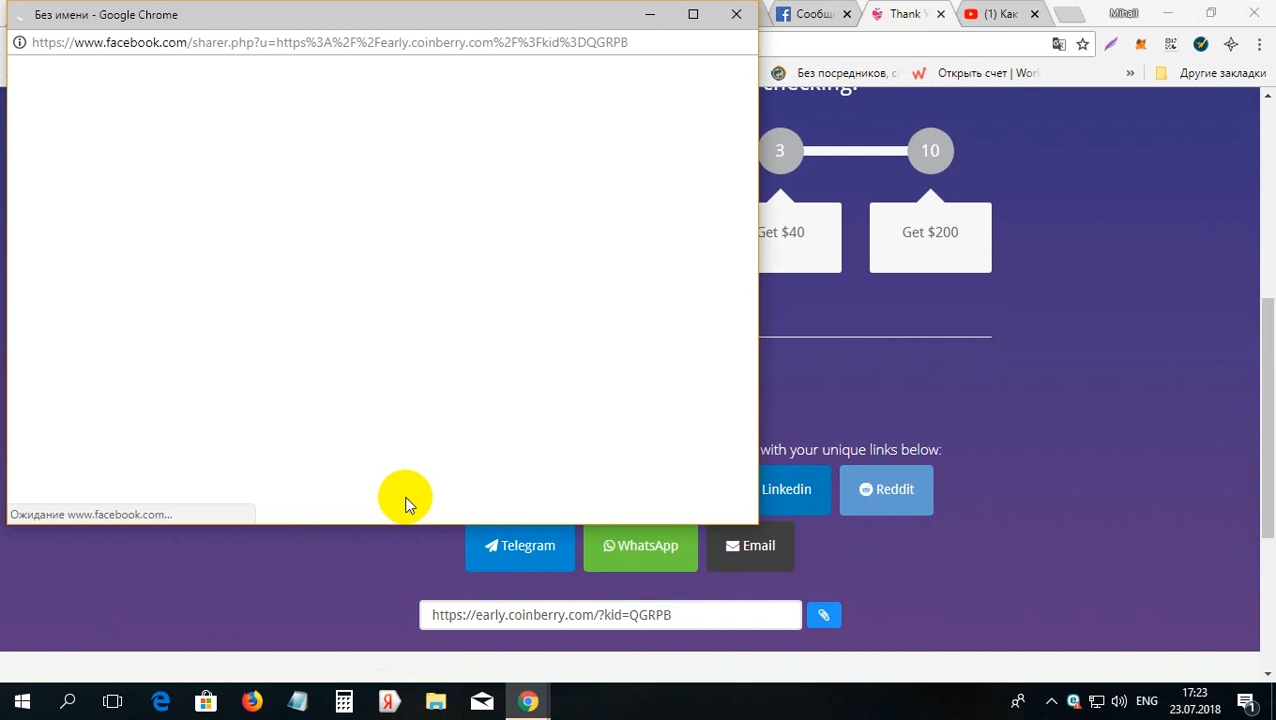 Без имени - Google Chrome
https://www.facebook.com/sharer.php?u=https%3A%2F%2Fearly.coinberry.com%2F%3Fkid%3DQGRPB
Сообщ
Thank Y
(1) Как
Mihail
Без посредников, с
Открыть счет | Wor
»
Другие закладки
checking:
3
10
Get $40
Get $200
with your unique links below:
Linkedin
Reddit
Ожидание www.facebook.com...
Telegram
WhatsApp
Email
https://early.coinberry.com/?kid=QGRPB
ENG
17:23
23.07.2018
1